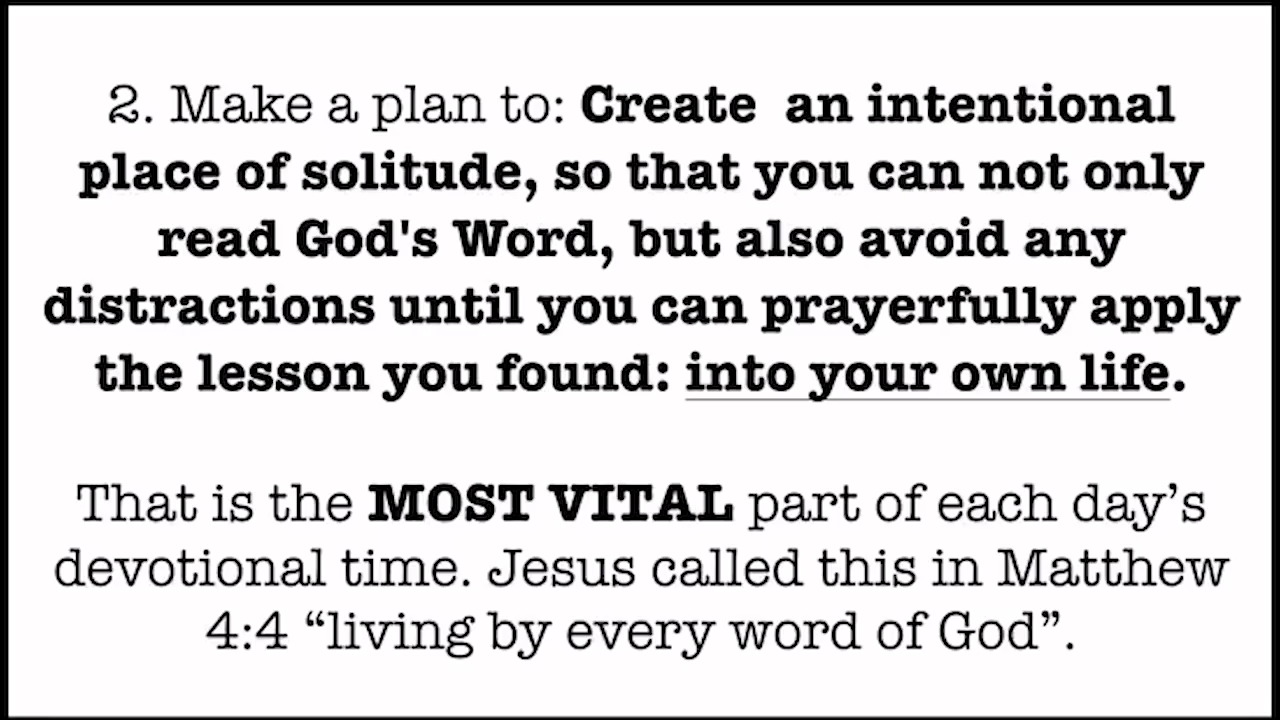 2. Make a plan to: Create  an intentional
place of solitude, so that you can not only
read God's Word, but also avoid any
distractions until you can prayerfully apply
the lesson you found: into your own life.
That is the MOST VITAL part of each day’s
devotional time. Jesus called this in Matthew
4:4 “living by every word of God”.